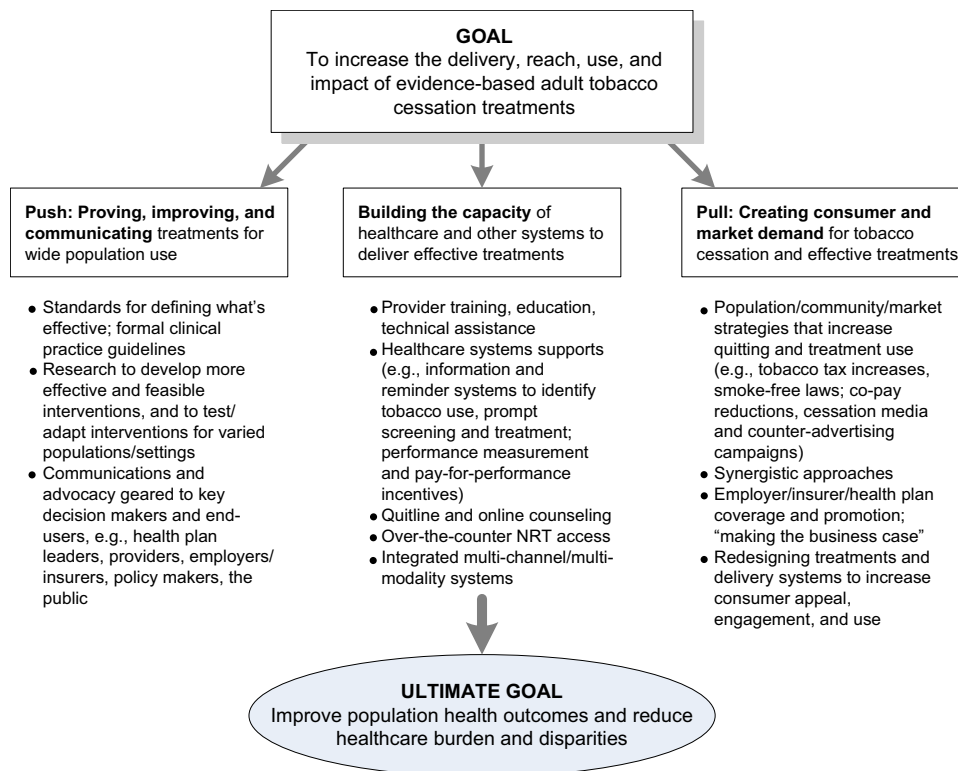 GOAL
To increase the delivery, reach, use, and
impact of evidence-based adult tobacco
cessation treatments
Push: Proving, improving, and
communicating treatments for
wide population use
• Standards for defining what's
effective; formal clinical
practice guidelines
• Research to develop more
effective and feasible
interventions, and to test/
adapt interventions for varied
populations/settings
• Communications and
advocacy geared to key
decision makers and end-
users, e.g., health plan
leaders, providers, employers/
insurers, policy makers, the
public
Building the capacity of
healthcare and other systems to
deliver effective treatments
• Provider training, education,
technical assistance
• Healthcare systems supports
(e.g., information and
reminder systems to identify
tobacco use, prompt
screening and treatment;
performance measurement
and pay-for-performance
incentives)
• Quitline and online counseling
• Over-the-counter NRT access
• Integrated multi-channel/multi-
modality systems
Pull: Creating consumer and
market demand for tobacco
cessation and effective treatments
• Population/community/market
strategies that increase
quitting and treatment use
(e.g., tobacco tax increases,
smoke-free laws; co-pay
reductions, cessation media
and counter-advertising
campaigns)
• Synergistic approaches
• Employer/insurer/health plan
coverage and promotion;
“making the business case”
• Redesigning treatments and
delivery systems to increase
consumer appeal,
engagement, and use
ULTIMATE GOAL
Improve population health outcomes and reduce
healthcare burden and disparities